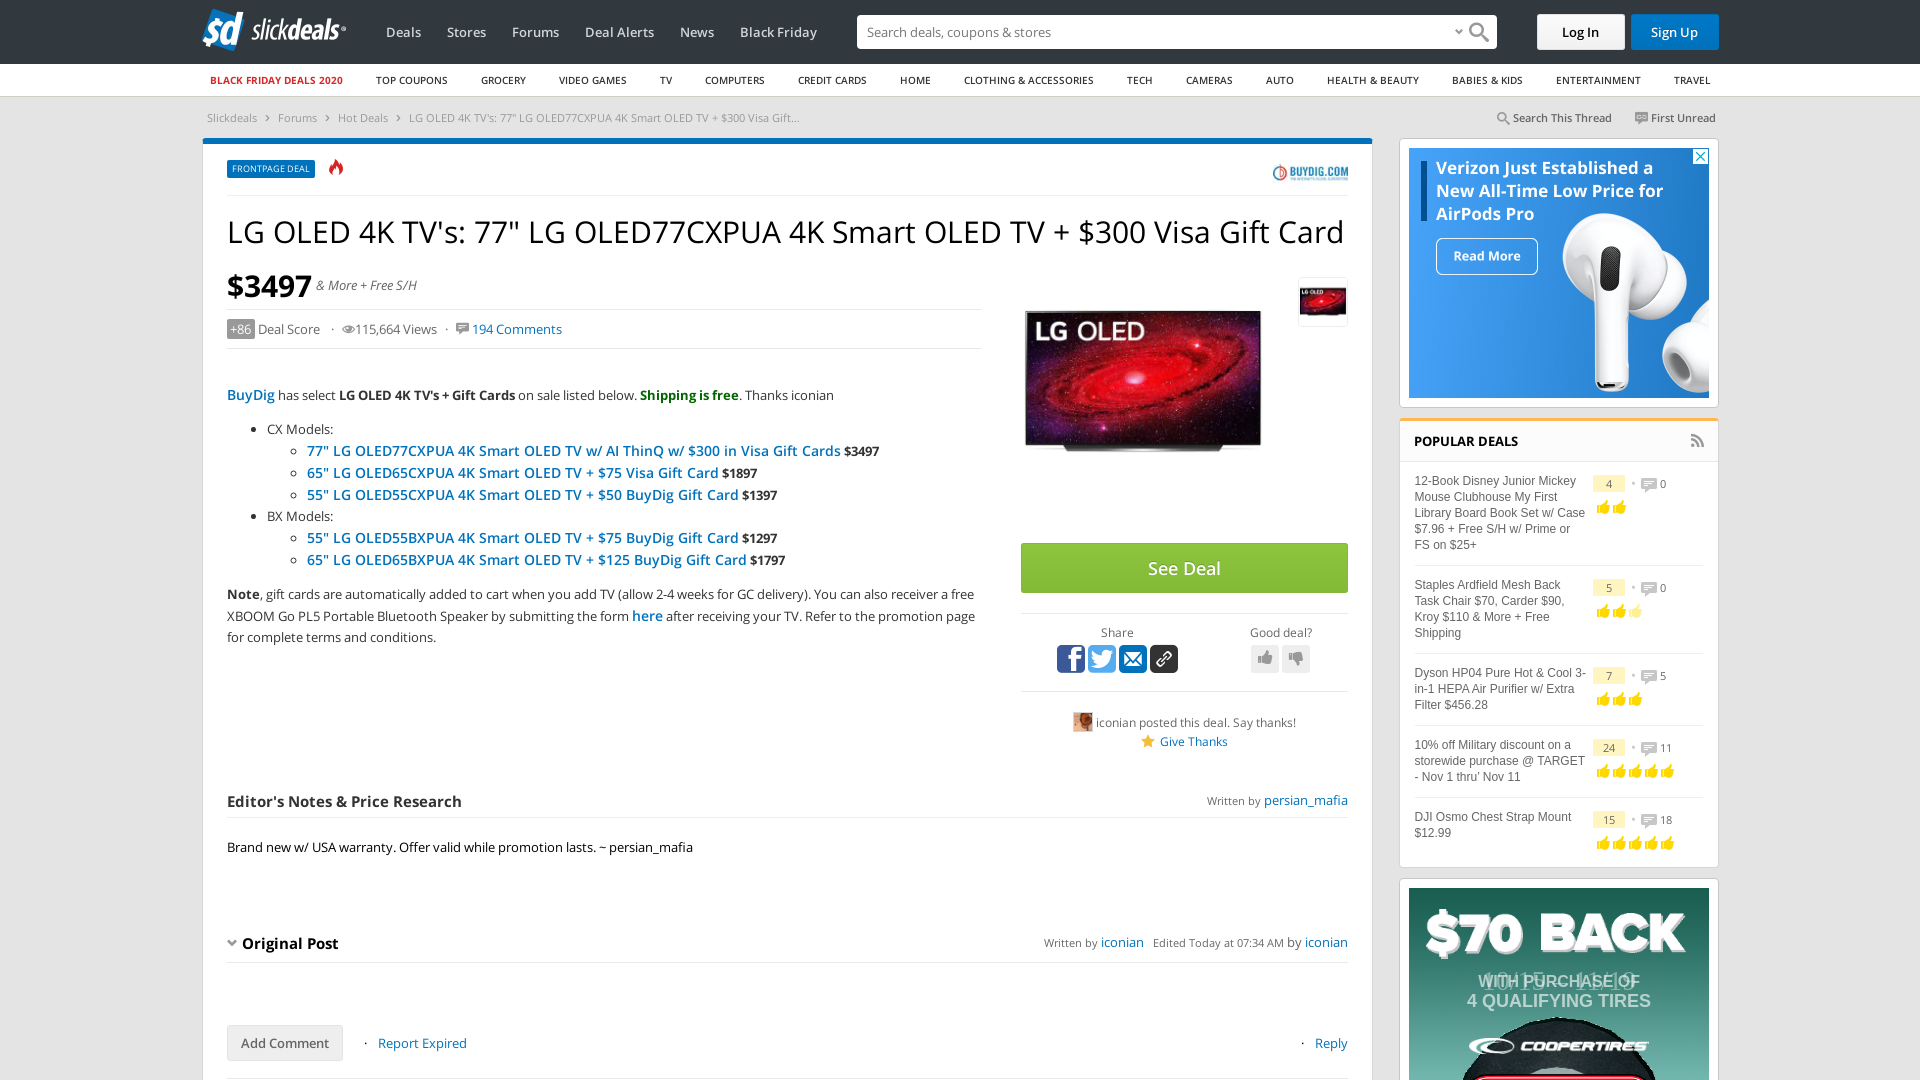 slickdeals
Deals Stores Forums Deal Alerts News Black Friday
Search deals, coupons & stores
Log In
Sign Up
BLACK FRIDAY DEALS 2020 TOP COUPONS GROCERY VIDEO GAMES TV COMPUTERS CREDIT CARDS HOME CLOTHING & ACCESSORIES TECH CAMERAS AUTO HEALTH & BEAUTY BABIES & KIDS ENTERTAINMENT TRAVEL
Slickdeals › Forums › Hot Deals › LG OLED 4K TV's: 77" LG OLED77CXPUA 4K Smart OLED TV + $300 Visa Gift...
Search This Thread
First Unread
FRONTPAGE DEAL
BUYDIG.COM
LG OLED 4K TV's: 77" LG OLED77CXPUA 4K Smart OLED TV + $300 Visa Gift Card
$3497 & More + Free S/H
+86 Deal Score · 115,664 Views · 194 Comments
LG OLED
LG OLED
BuyDig has select LG OLED 4K TV's + Gift Cards on sale listed below. Shipping is free. Thanks iconian
CX Models:
77" LG OLED77CXPUA 4K Smart OLED TV w/ AI ThinQ w/ $300 in Visa Gift Cards $3497
65" LG OLED65CXPUA 4K Smart OLED TV + $75 Visa Gift Card $1897
55" LG OLED55CXPUA 4K Smart OLED TV + $50 BuyDig Gift Card $1397
BX Models:
55" LG OLED55BXPUA 4K Smart OLED TV + $75 BuyDig Gift Card $1297
65" LG OLED65BXPUA 4K Smart OLED TV + $125 BuyDig Gift Card $1797
Note, gift cards are automatically added to cart when you add TV (allow 2-4 weeks for GC delivery). You can also receiver a free
XBOOM Go PL5 Portable Bluetooth Speaker by submitting the form here after receiving your TV. Refer to the promotion page
for complete terms and conditions.
See Deal
Share
Good deal?
iconian posted this deal. Say thanks!
Give Thanks
Editor's Notes & Price Research
Written by persian_mafia
Brand new w/ USA warranty. Offer valid while promotion lasts. ~ persian_mafia
Original Post
Written by iconian Edited Today at 07:34 AM by iconian
Add Comment
· Report Expired
· Reply
Verizon Just Established a
New All-Time Low Price for
AirPods Pro
Read More
POPULAR DEALS
12-Book Disney Junior Mickey
Mouse Clubhouse My First
Library Board Book Set w/ Case
$7.96 + Free S/H w/ Prime or
FS on $25+
4 • 0
Staples Ardfield Mesh Back
Task Chair $70, Carder $90,
Kroy $110 & More + Free
Shipping
5 • 0
Dyson HP04 Pure Hot & Cool 3-
in-1 HEPA Air Purifier w/ Extra
Filter $456.28
7 • 5
10% off Military discount on a
storewide purchase @ TARGET
- Nov 1 thru' Nov 11
24 • 11
DJI Osmo Chest Strap Mount
$12.99
15 • 18
$70 BACK
WITH PURCHASE OF
4 QUALIFYING TIRES
COOPERTIRES